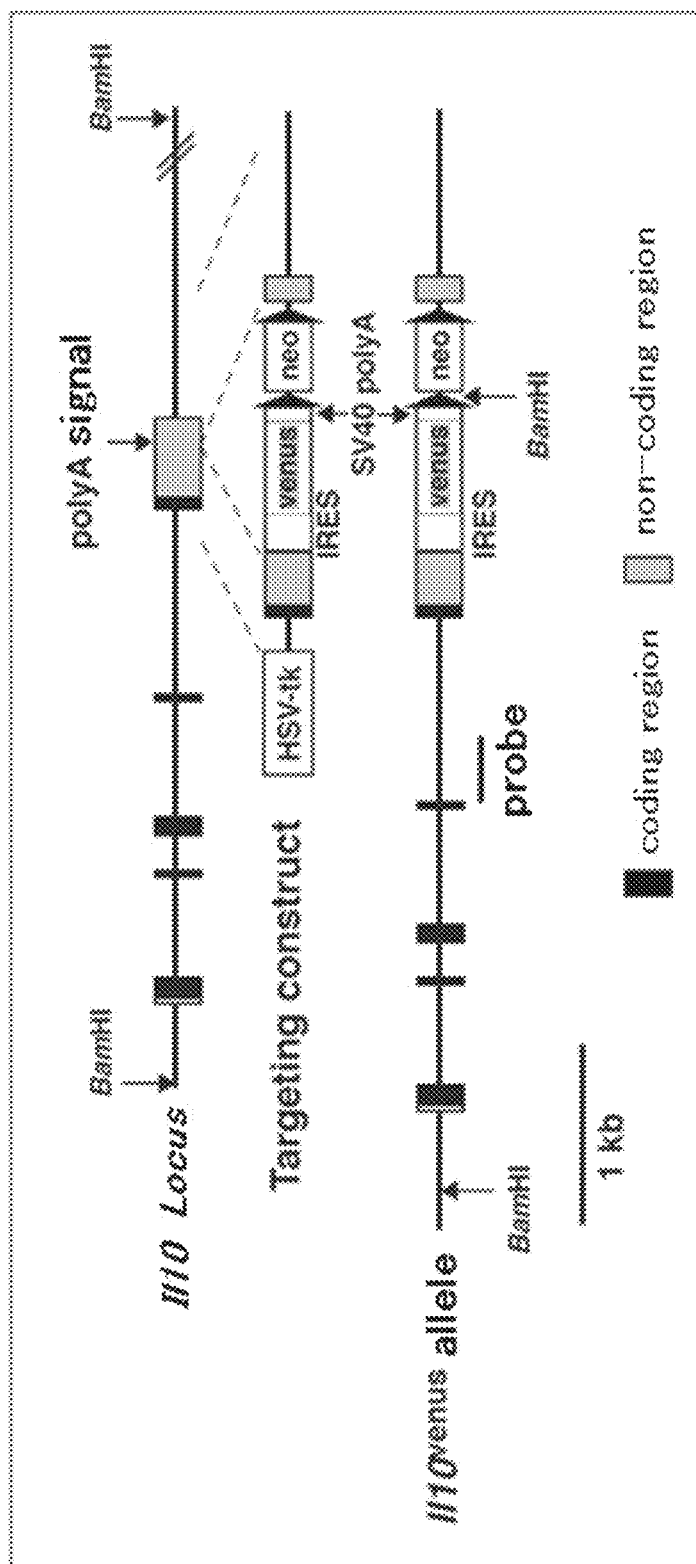 BamHI
polyA signal
BamHI
Il10 Locus
Targeting construct
HSV-tk
IRES
venus
neo
SV40 polyA
Il10venus allele
IRES
venus
neo
BamHI
probe
BamHI
1 kb
coding region
non-coding region